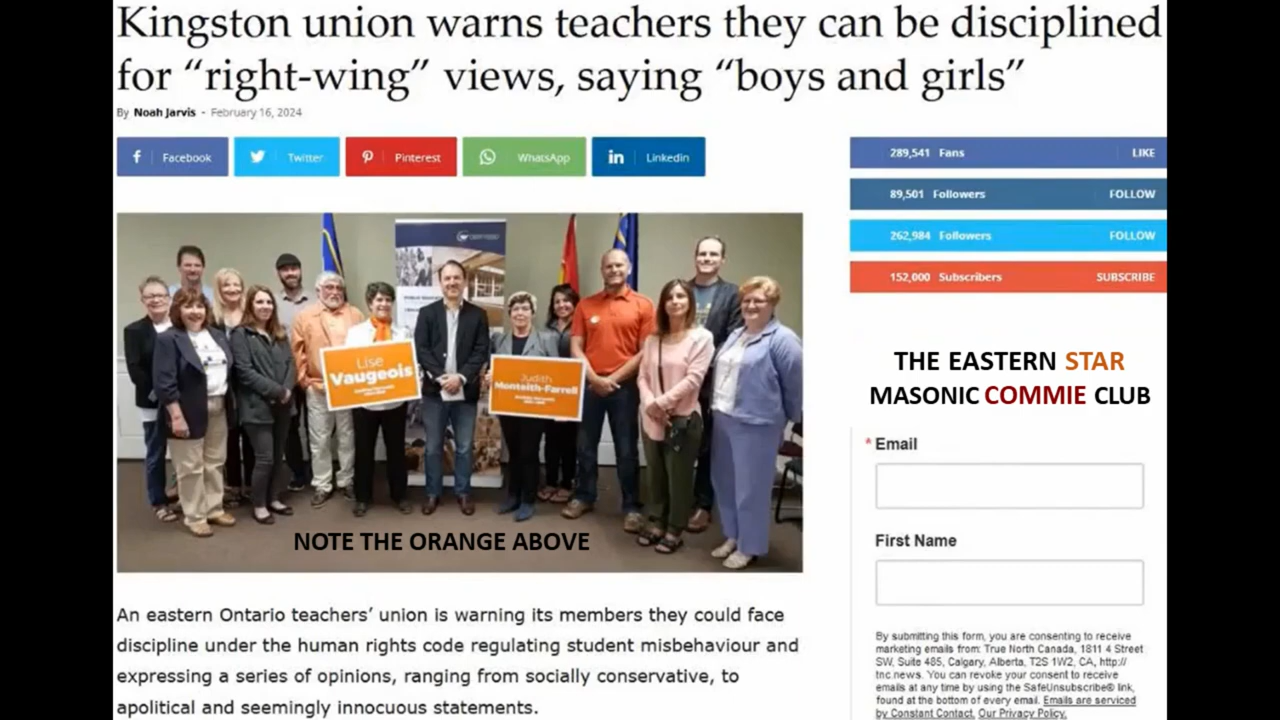 Kingston union warns teachers they can be disciplined
for “right-wing” views, saying “boys and girls”
By Noah Jarvis - February 16, 2024
Facebook
Twitter
Pinterest
WhatsApp
Linkedin
289,541 Fans LIKE
89,501 Followers FOLLOW
262,984 Followers FOLLOW
152,000 Subscribers SUBSCRIBE
Lise
Vaugeois
Judith
Monteith-Farrell
NOTE THE ORANGE ABOVE
THE EASTERN STAR
MASONIC COMMIE CLUB
* Email
First Name
By submitting this form, you are consenting to receive
marketing emails from: True North Canada, 1811 4 Street
SW, Suite 485, Calgary, Alberta, T2S 1W2, CA, http://
tnc.news. You can revoke your consent to receive
emails at any time by using the SafeUnsubscribe® link,
found at the bottom of every email. Emails are serviced
by Constant Contact. Our Privacy Policy.
An eastern Ontario teachers’ union is warning its members they could face
discipline under the human rights code regulating student misbehaviour and
expressing a series of opinions, ranging from socially conservative, to
apolitical and seemingly innocuous statements.